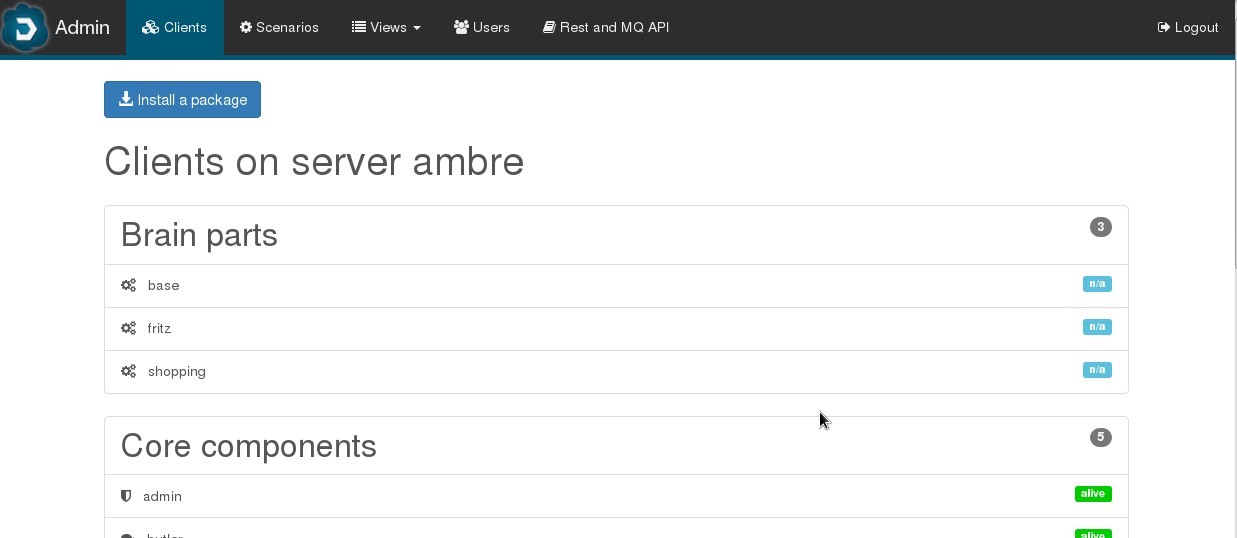 Admin Clients Scenarios Views Users Rest and MQ API Logout
Install a package
Clients on server ambre
Brain parts 3
base n/a
fritz n/a
shopping n/a
Core components 5
admin alive
butler alive